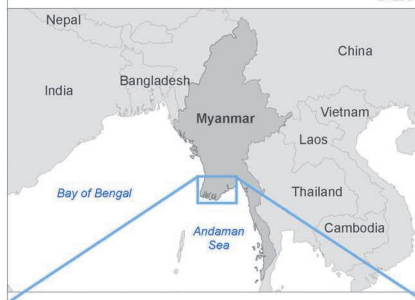 Nepal
China
India
Bangladesh
Myanmar
Vietnam
Laos
Bay of Bengal
Thailand
Andaman
Sea
Cambodia